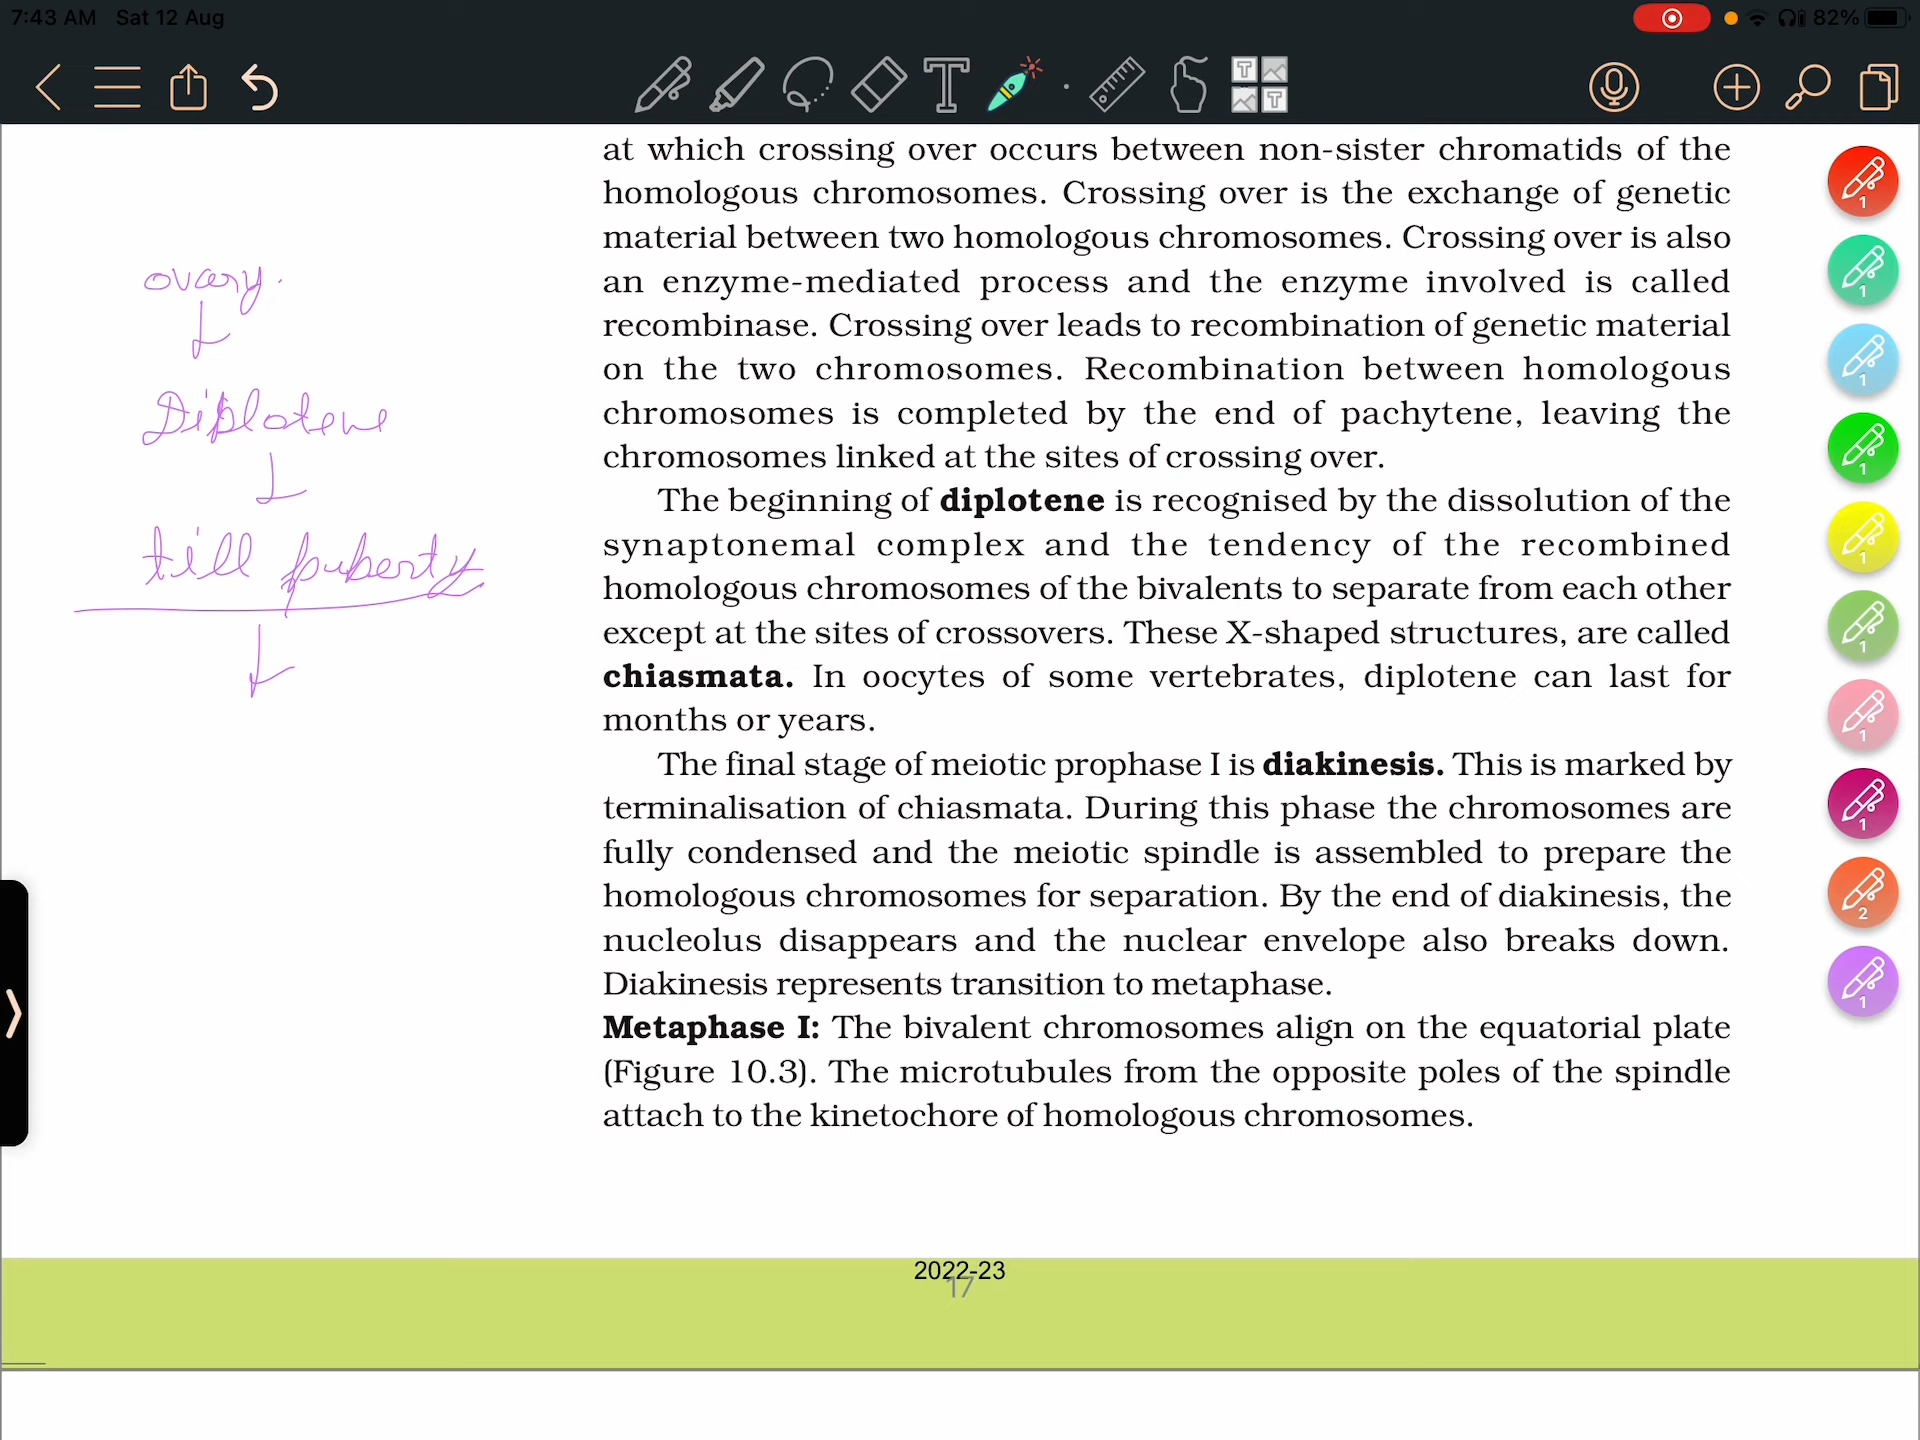 7:43 AM Sat 12 Aug
82%
at which crossing over occurs between non-sister chromatids of the
homologous chromosomes. Crossing over is the exchange of genetic
material between two homologous chromosomes. Crossing over is also
an enzyme-mediated process and the enzyme involved is called
recombinase. Crossing over leads to recombination of genetic material
on the two chromosomes. Recombination between homologous
chromosomes is completed by the end of pachytene, leaving the
chromosomes linked at the sites of crossing over.
The beginning of diplotene is recognised by the dissolution of the
synaptonemal complex and the tendency of the recombined
homologous chromosomes of the bivalents to separate from each other
except at the sites of crossovers. These X-shaped structures, are called
chiasmata. In oocytes of some vertebrates, diplotene can last for
months or years.
The final stage of meiotic prophase I is diakinesis. This is marked by
terminalisation of chiasmata. During this phase the chromosomes are
fully condensed and the meiotic spindle is assembled to prepare the
homologous chromosomes for separation. By the end of diakinesis, the
nucleolus disappears and the nuclear envelope also breaks down.
Diakinesis represents transition to metaphase.
Metaphase I: The bivalent chromosomes align on the equatorial plate
(Figure 10.3). The microtubules from the opposite poles of the spindle
attach to the kinetochore of homologous chromosomes.
ovary.
Diplotene
till puberty
1
1
1
1
1
1
1
1
2
1
2022-23
17